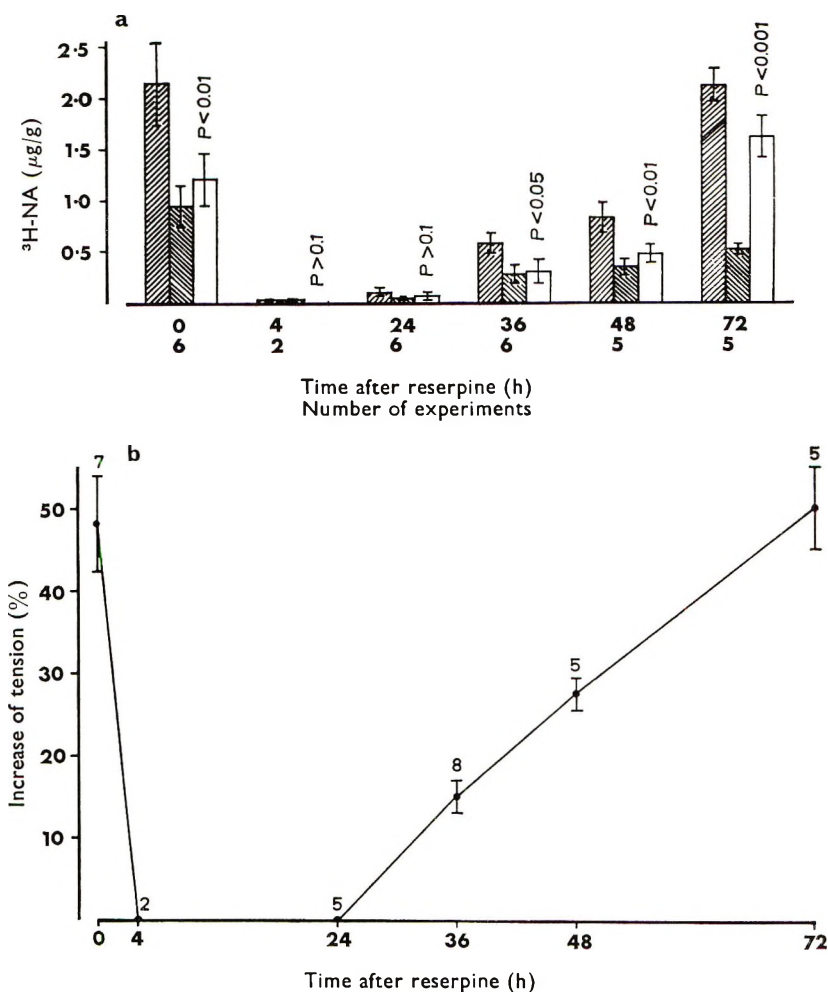 a
2·5
2·0
1·5
1·0
0·5
³H-NA (µg/g)
P<0.01
P>0.1
P>0.1
P<0.05
P<0.01
P<0.001
0 4 24 36 48 72
6 2 6 6 5 5
Time after reserpine (h)
Number of experiments
b
50
40
30
20
10
Increase of tension (%)
7
2
5
8
5
5
0 4 24 36 48 72
Time after reserpine (h)